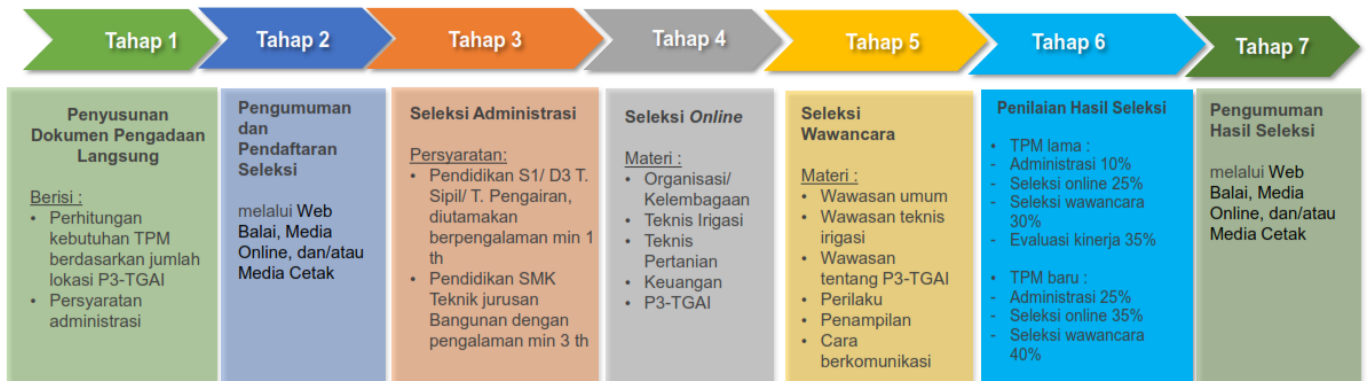 Tahap 1
Tahap 2
Tahap 3
Tahap 4
Tahap 5
Tahap 6
Tahap 7
Penyusunan
Dokumen Pengadaan
Langsung
Berisi :
• Perhitungan
kebutuhan TPM
berdasarkan jumlah
lokasi P3-TGAI
• Persyaratan
administrasi
Pengumuman
dan
Pendaftaran
Seleksi
melalui Web
Balai, Media
Online, dan/atau
Media Cetak
Seleksi Administrasi
Persyaratan:
• Pendidikan S1/ D3 T.
Sipil/ T. Pengairan,
diutamakan
berpengalaman min 1
th
• Pendidikan SMK
Teknik jurusan
Bangunan dengan
pengalaman min 3 th
Seleksi Online
Materi :
• Organisasi/
Kelembagaan
• Teknis Irigasi
• Teknis
Pertanian
• Keuangan
• P3-TGAI
Seleksi
Wawancara
Materi :
• Wawasan umum
• Wawasan teknis
irigasi
• Wawasan
tentang P3-TGAI
• Perilaku
• Penampilan
• Cara
berkomunikasi
Penilaian Hasil Seleksi
• TPM lama :
- Administrasi 10%
- Seleksi online 25%
- Seleksi wawancara
30%
- Evaluasi kinerja 35%
• TPM baru :
- Administrasi 25%
- Seleksi online 35%
- Seleksi wawancara
40%
Pengumuman
Hasil Seleksi
melalui Web
Balai, Media
Online, dan/atau
Media Cetak